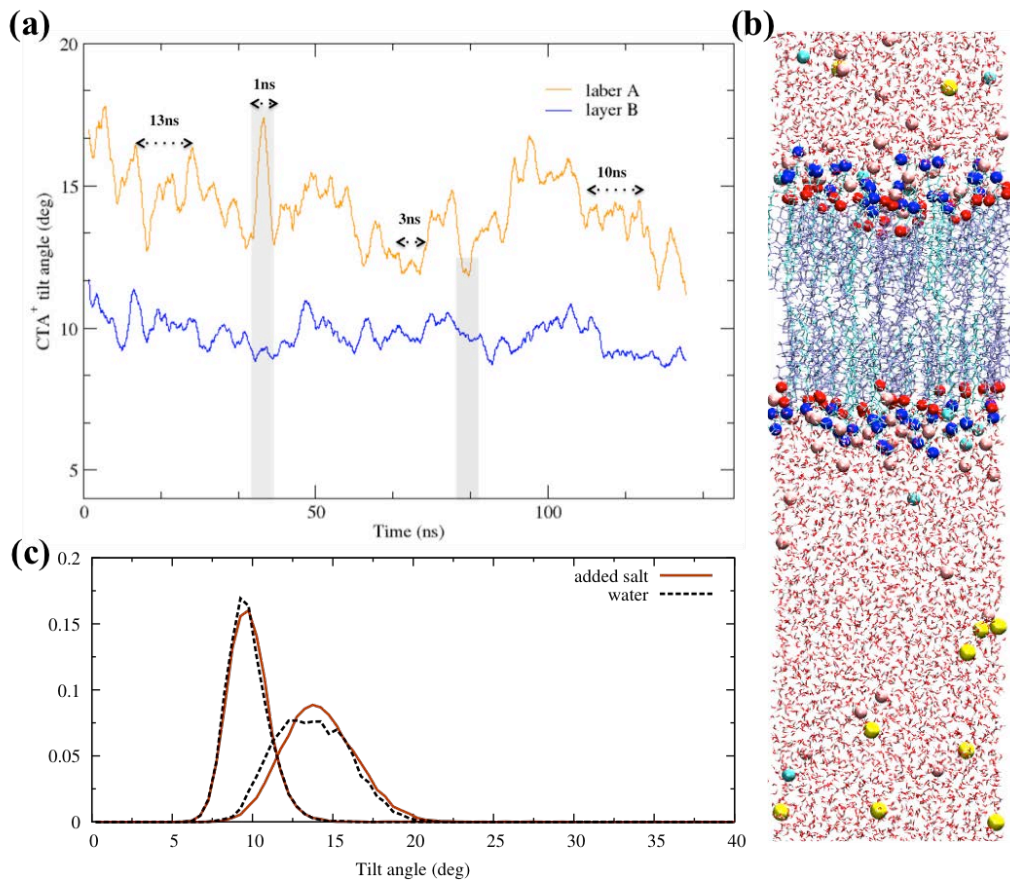 (a)
(b)
20
15
10
5
CTA+ tilt angle (deg)
13ns
1ns
3ns
10ns
laber A
layer B
0
50
100
Time (ns)
(c)
0.2
0.15
0.1
0.05
0
added salt
water
0
5
10
15
20
25
30
35
40
Tilt angle (deg)